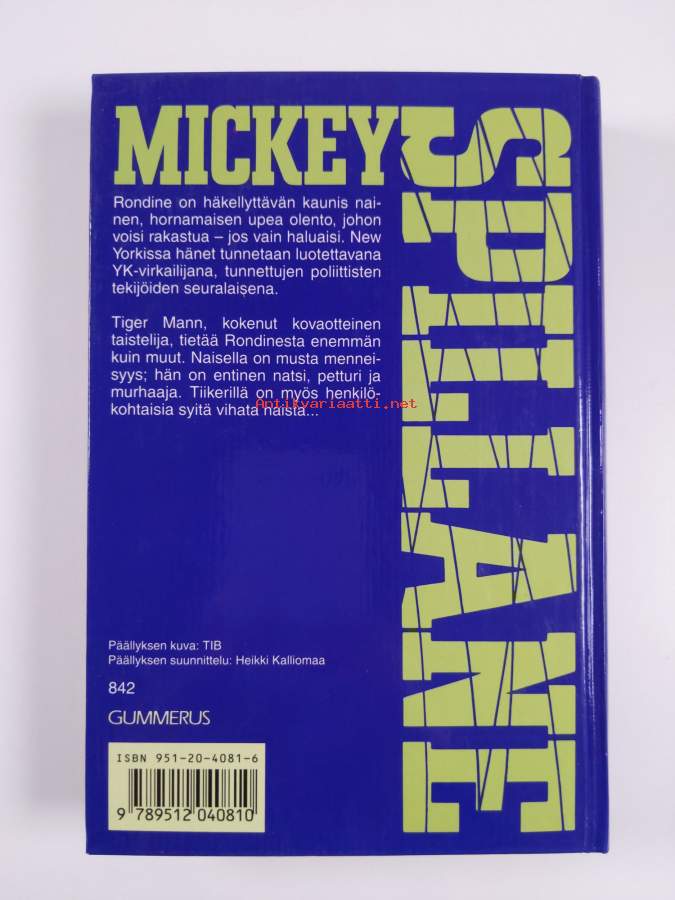 MICKEY
SPILLANE
Rondine on häkellyttävän kaunis nai-
nen, hornamaisen upea olento, johon
voisi rakastua – jos vain haluaisi. New
Yorkissa hänet tunnetaan luotettavana
YK-virkailijana, tunnettujen poliittisten
tekijöiden seuralaisena.
Tiger Mann, kokenut kovaotteinen
taistelija, tietää Rondinesta enemmän
kuin muut. Naisella on musta mennei-
syys; hän on entinen natsi, petturi ja
murhaaja. Tiikerillä on myös henkilö-
kohtaisia syitä vihata naista...
Antikvariaatti.net
Päällyksen kuva: TIB
Päällyksen suunnittelu: Heikki Kalliomaa
842
GUMMERUS
ISBN 951-20-4081-6
9 789512 040810